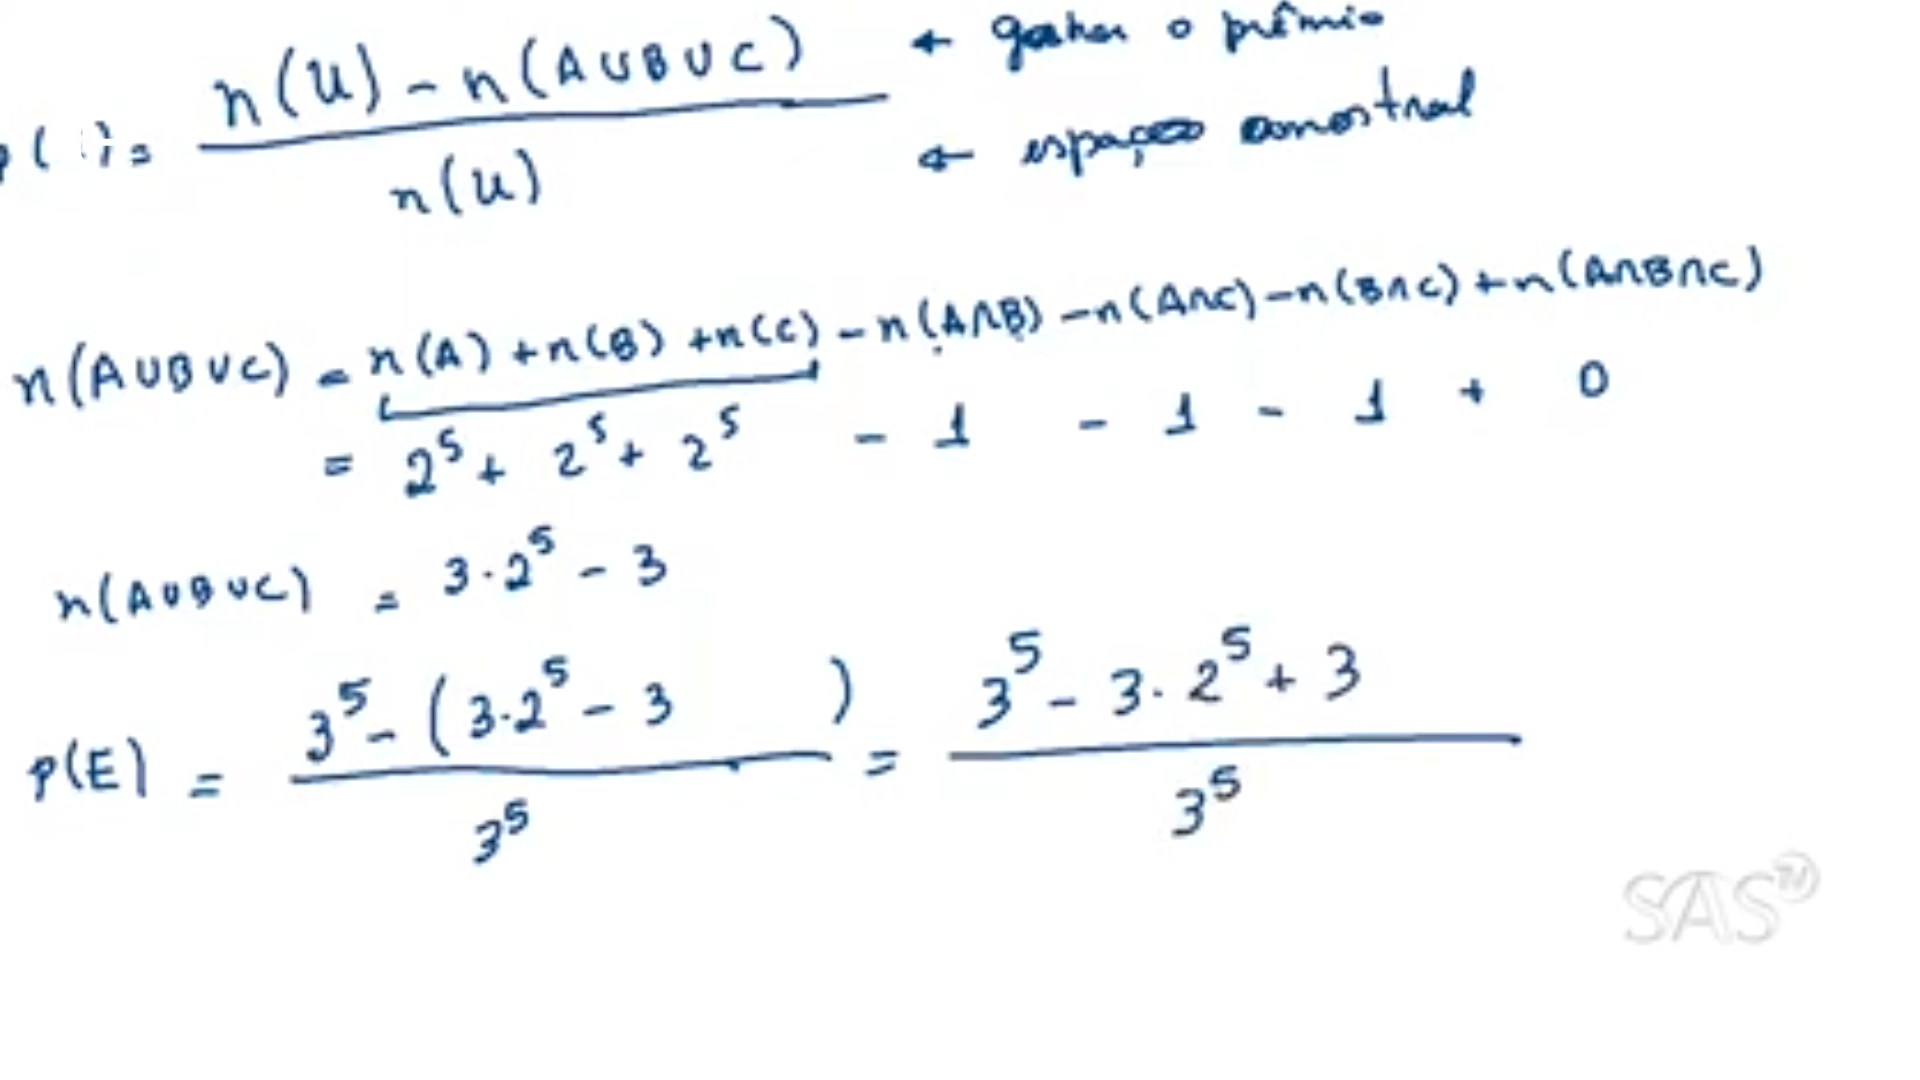 n(U) - n(A∪B∪C) ← ganhar o prêmio
p( ) = 
n(U) ← espaço amostral
n(A∪B∪C) = n(A) + n(B) + n(C) - n(A∩B) - n(A∩C) - n(B∩C) + n(A∩B∩C)
= 2⁵ + 2⁵ + 2⁵ - 1 - 1 - 1 + 0
n(A∪B∪C) = 3·2⁵ - 3
3⁵ - (3·2⁵ - 3) 3⁵ - 3·2⁵ + 3
p(E) = =
3⁵ 3⁵
SAS TV